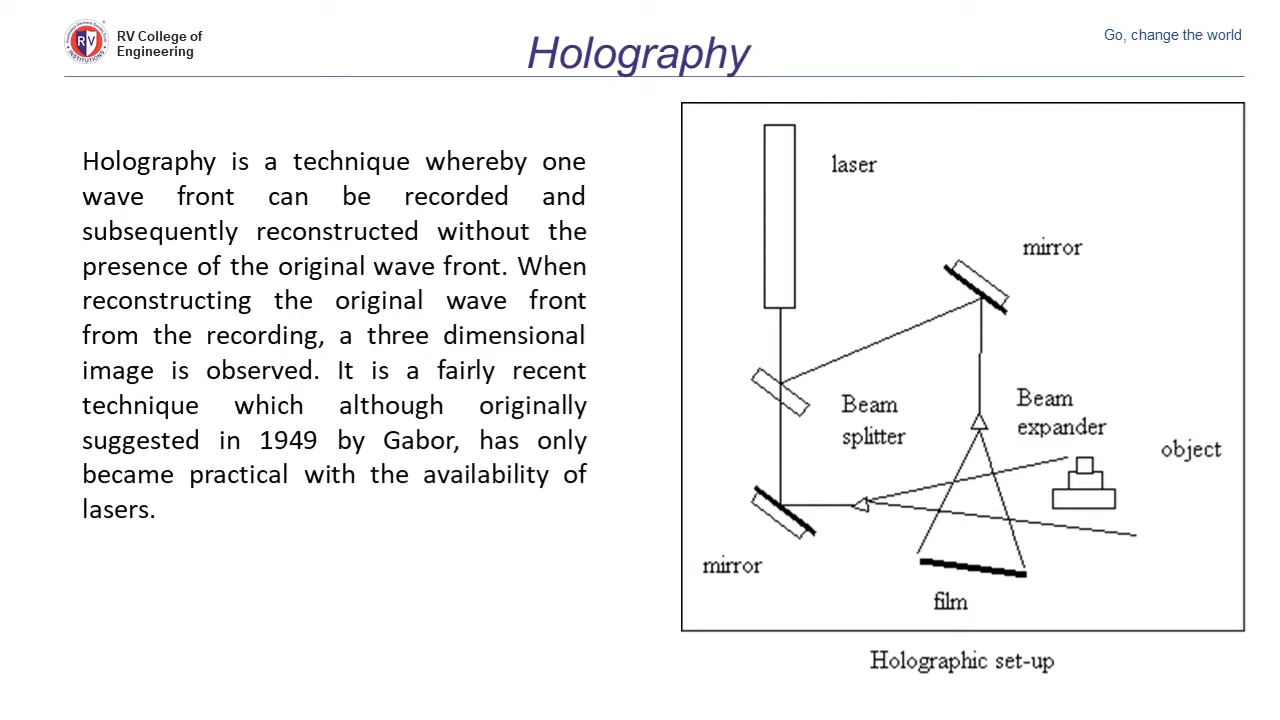 RV College of
Engineering
Go, change the world
Holography
Holography is a technique whereby one
wave front can be recorded and
subsequently reconstructed without the
presence of the original wave front. When
reconstructing the original wave front
from the recording, a three dimensional
image is observed. It is a fairly recent
technique which although originally
suggested in 1949 by Gabor, has only
became practical with the availability of
lasers.
laser
mirror
Beam
splitter
Beam
expander
object
mirror
film
Holographic set-up